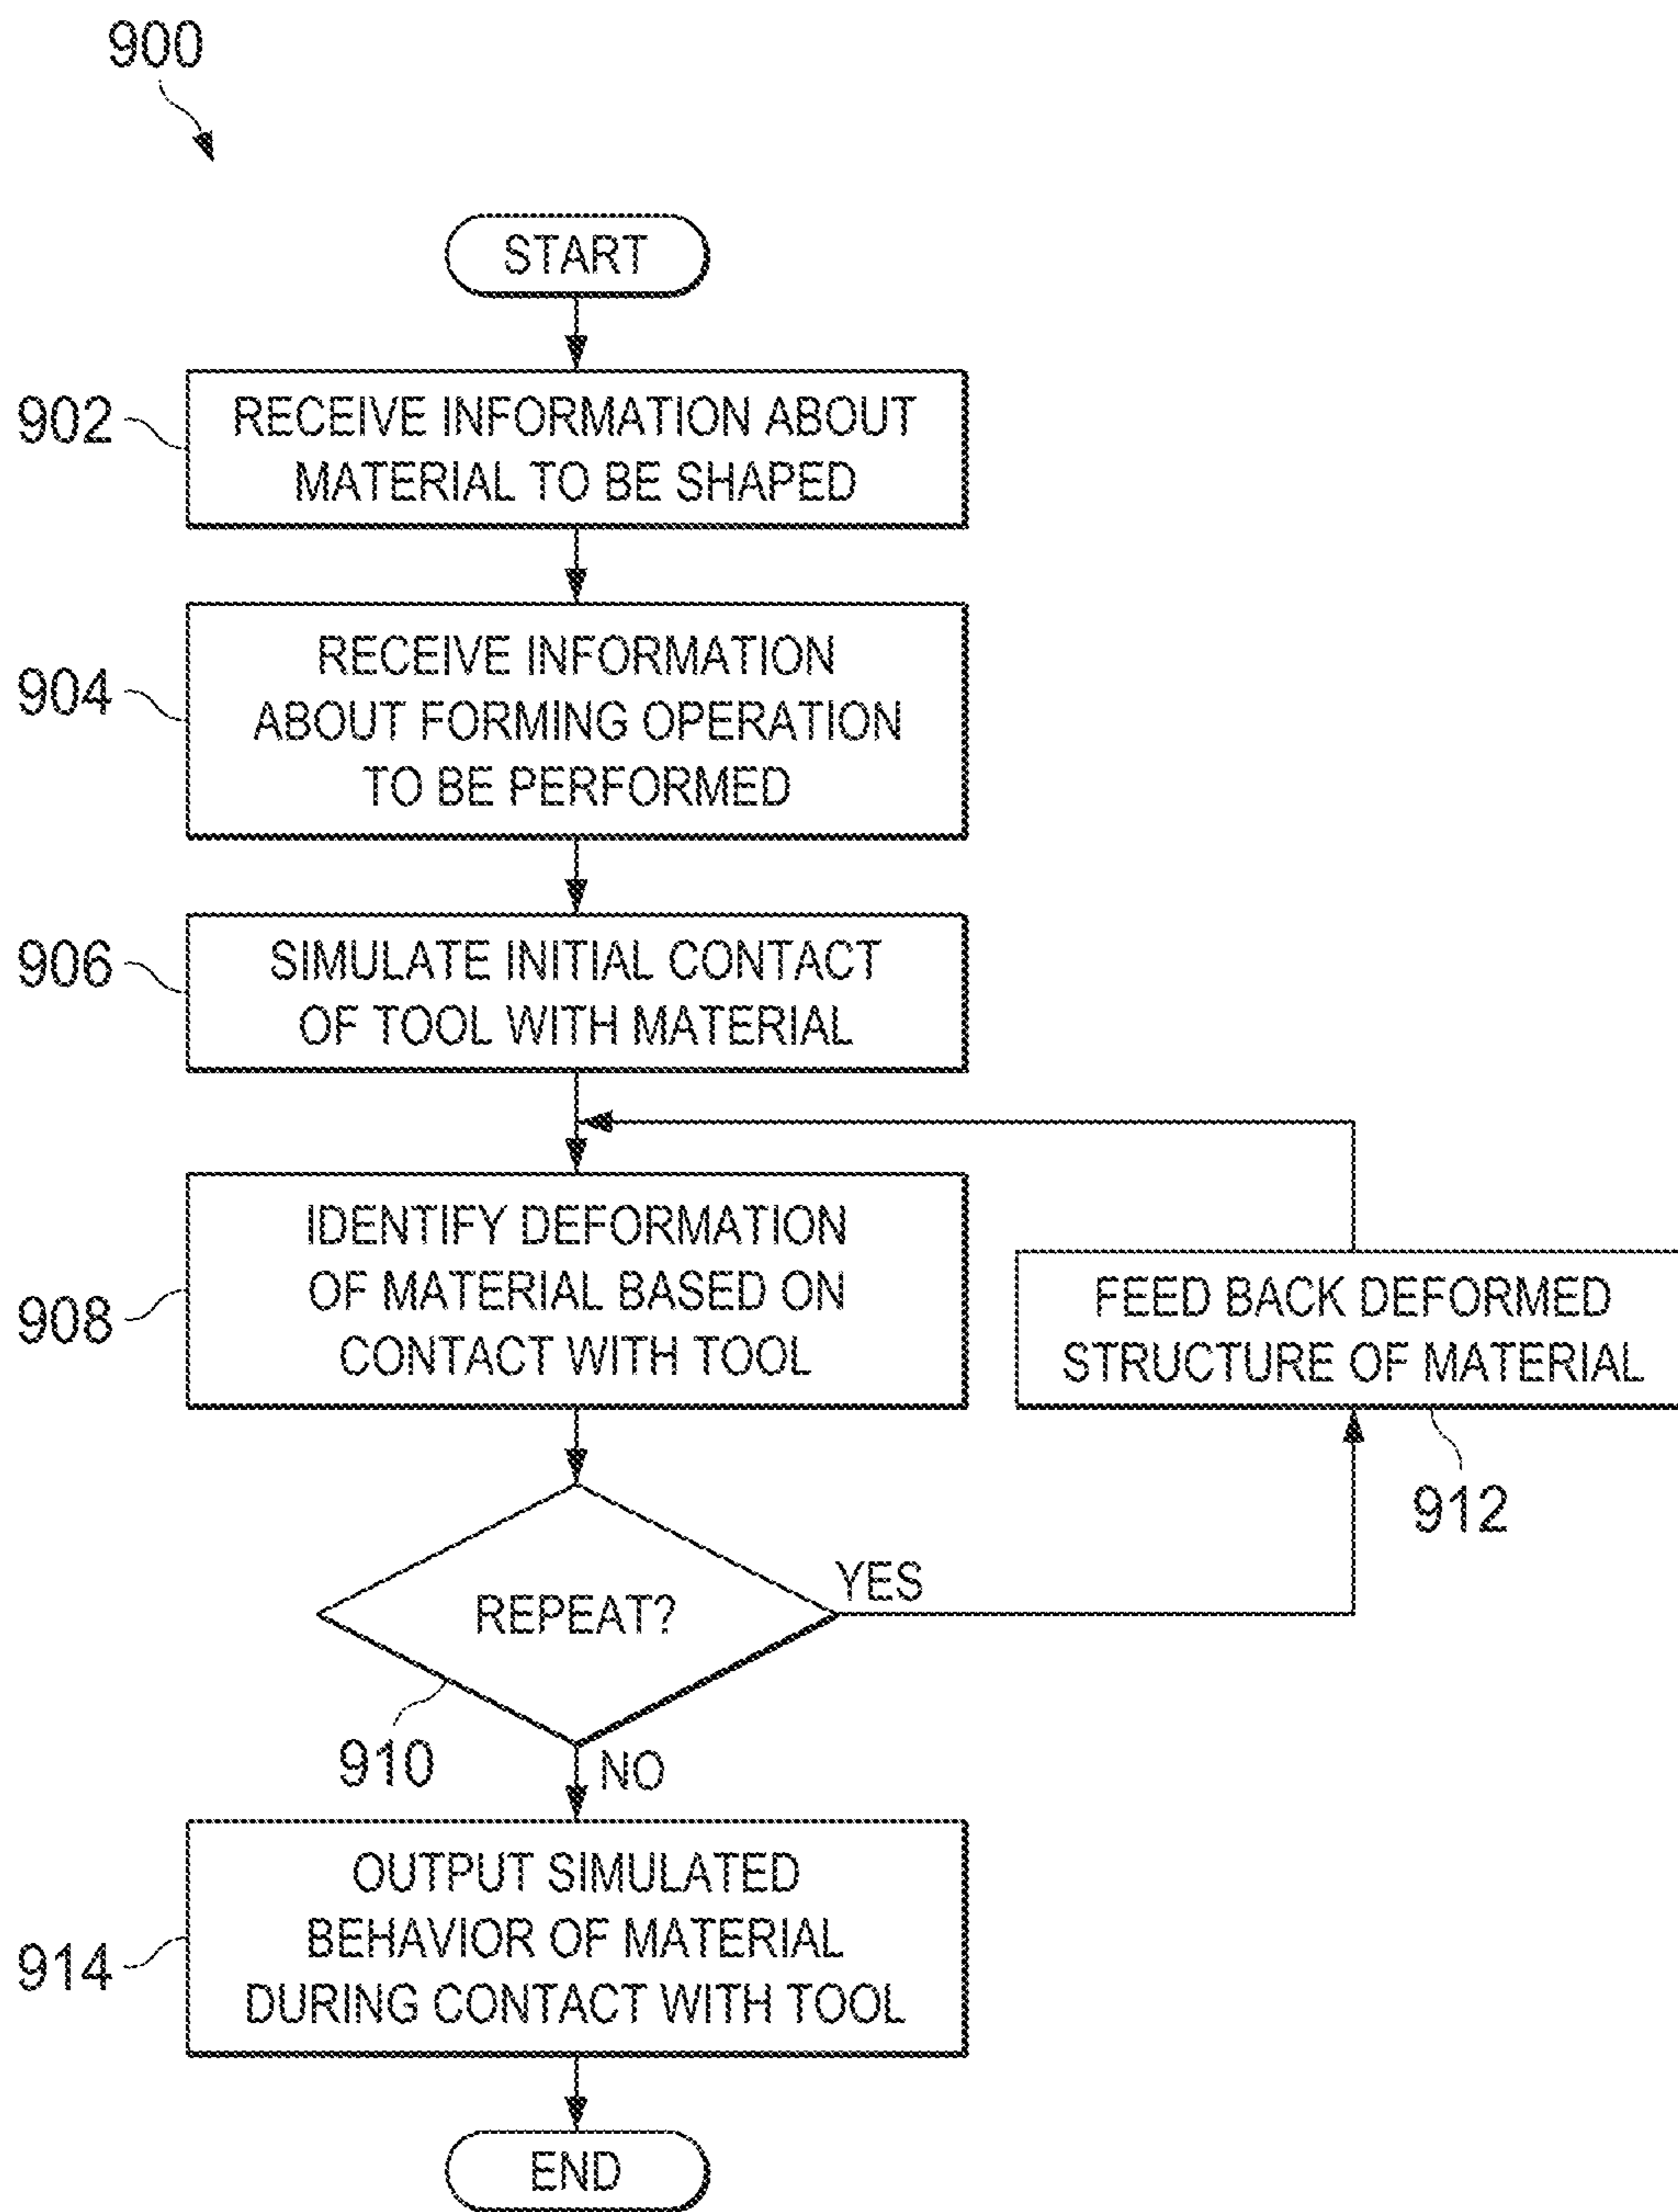 900
START
902
RECEIVE INFORMATION ABOUT
MATERIAL TO BE SHAPED
904
RECEIVE INFORMATION
ABOUT FORMING OPERATION
TO BE PERFORMED
906
SIMULATE INITIAL CONTACT
OF TOOL WITH MATERIAL
908
IDENTIFY DEFORMATION
OF MATERIAL BASED ON
CONTACT WITH TOOL
FEED BACK DEFORMED
STRUCTURE OF MATERIAL
912
REPEAT?
YES
910
NO
914
OUTPUT SIMULATED
BEHAVIOR OF MATERIAL
DURING CONTACT WITH TOOL
END